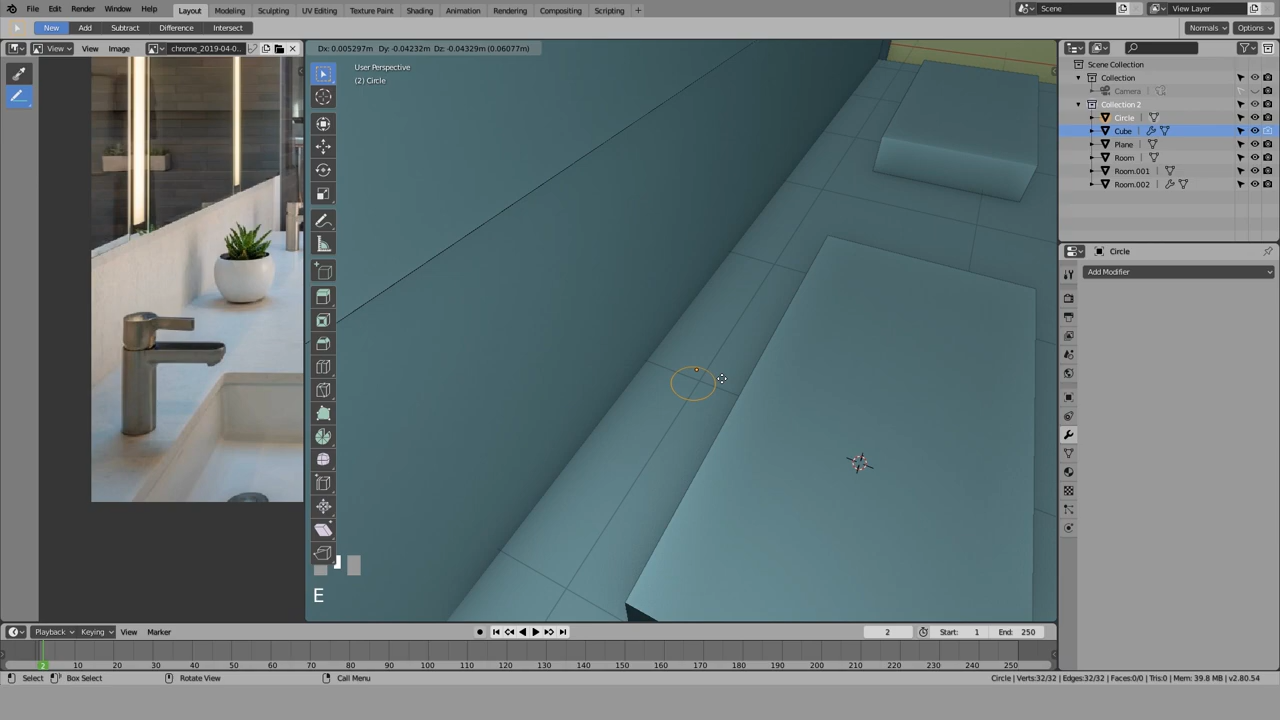 File Edit Render Window Help Layout Modeling Sculpting UV Editing Texture Paint Shading Animation Rendering Compositing Scripting + Scene View Layer
New Add Subtract Difference Intersect Normals Options
View View Image chrome_2019-04-0.. Dx: 0.005297m Dy: -0.04232m Dz: -0.04329m (0.06077m)
User Perspective
(2) Circle
Scene Collection
Collection
Camera
Collection 2
Circle
Cube
Plane
Room
Room.001
Room.002
Circle
Add Modifier
E
Playback Keying View Marker 2 Start: 1 End: 250
2 10 20 30 40 50 60 70 80 90 100 110 120 130 140 150 160 170 180 190 200 210 220 230 240 250
Select Box Select Rotate View Call Menu Circle | Verts:32/32 | Edges:32/32 | Faces:0/0 | Tris:0 | Mem: 39.8 MB | v2.80.54